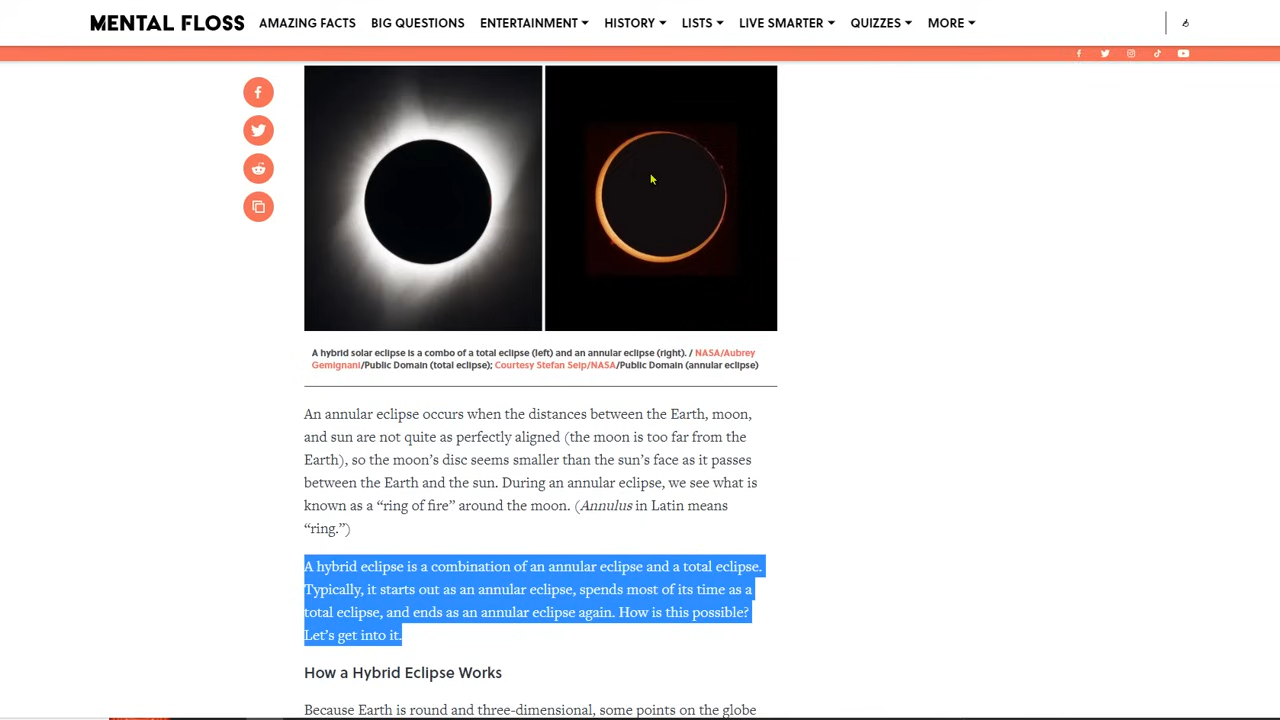 MENTAL FLOSS AMAZING FACTS BIG QUESTIONS ENTERTAINMENT HISTORY LISTS LIVE SMARTER QUIZZES MORE
A hybrid solar eclipse is a combo of a total eclipse (left) and an annular eclipse (right). / NASA/Aubrey
Gemignani/Public Domain (total eclipse); Courtesy Stefan Seip/NASA/Public Domain (annular eclipse)
An annular eclipse occurs when the distances between the Earth, moon,
and sun are not quite as perfectly aligned (the moon is too far from the
Earth), so the moon’s disc seems smaller than the sun’s face as it passes
between the Earth and the sun. During an annular eclipse, we see what is
known as a “ring of fire” around the moon. (Annulus in Latin means
“ring.”)
A hybrid eclipse is a combination of an annular eclipse and a total eclipse.
Typically, it starts out as an annular eclipse, spends most of its time as a
total eclipse, and ends as an annular eclipse again. How is this possible?
Let’s get into it.
How a Hybrid Eclipse Works
Because Earth is round and three-dimensional, some points on the globe